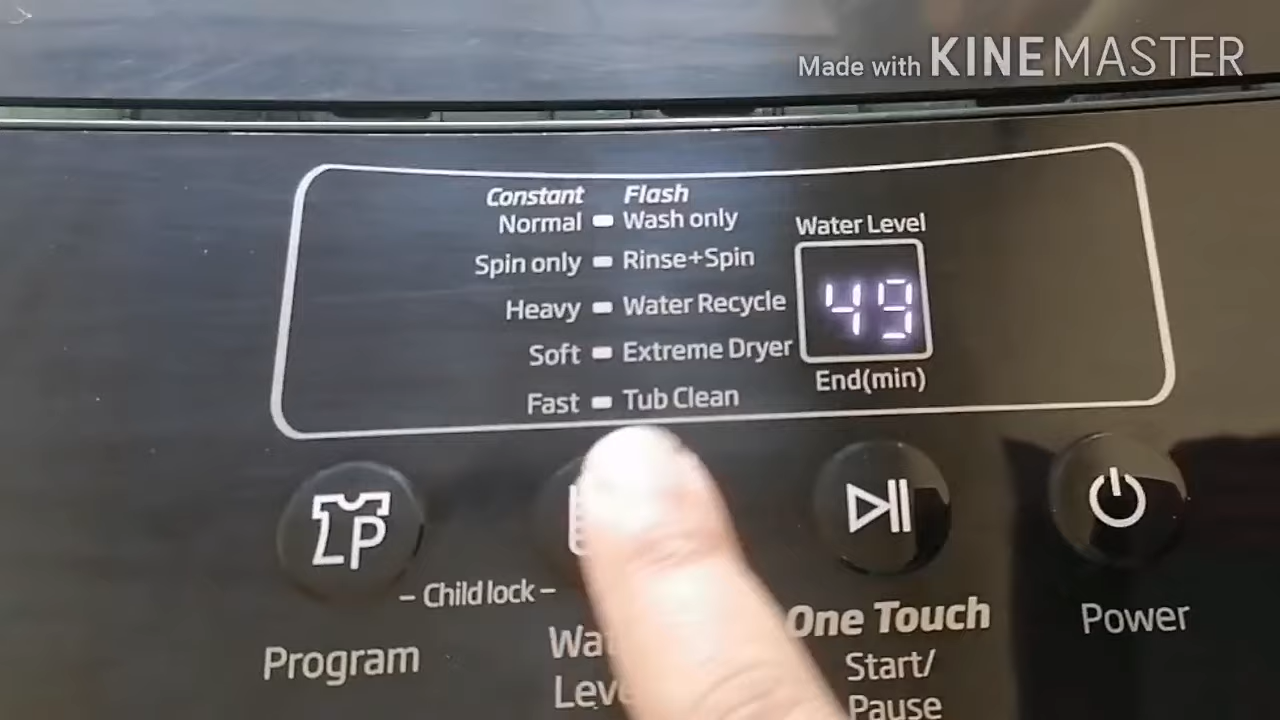 Made with KINEMASTER
Constant Flash
Normal Wash only
Spin only Rinse+Spin
Heavy Water Recycle
Soft Extreme Dryer
Fast Tub Clean
Water Level
49
End(min)
P
– Child lock –
Program
One Touch
Start/
Pause
Power